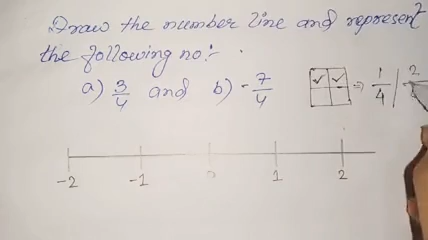 Draw the number line and represent
the following no:-
a) 3/4 and b) -7/4 ⇒ 1/4 / 2
-2 -1 1 2